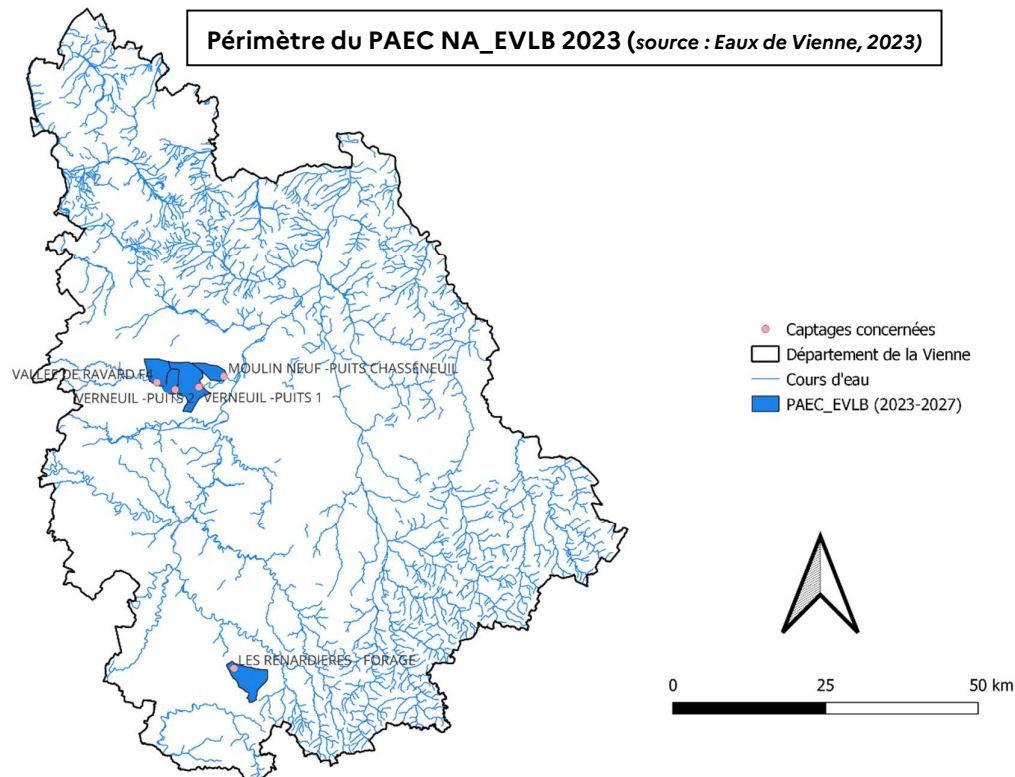 Périmètre du PAEC NA_EVLB 2023 (source : Eaux de Vienne, 2023)
MOULIN NEUF -PUITS CHASSENEUIL
VALLEE DE RAVARD F4
VERNEUIL -PUITS 2
VERNEUIL -PUITS 1
LES RENARDIERES - FORAGE
Captages concernées
Département de la Vienne
Cours d'eau
PAEC_EVLB (2023-2027)
0 25 50 km